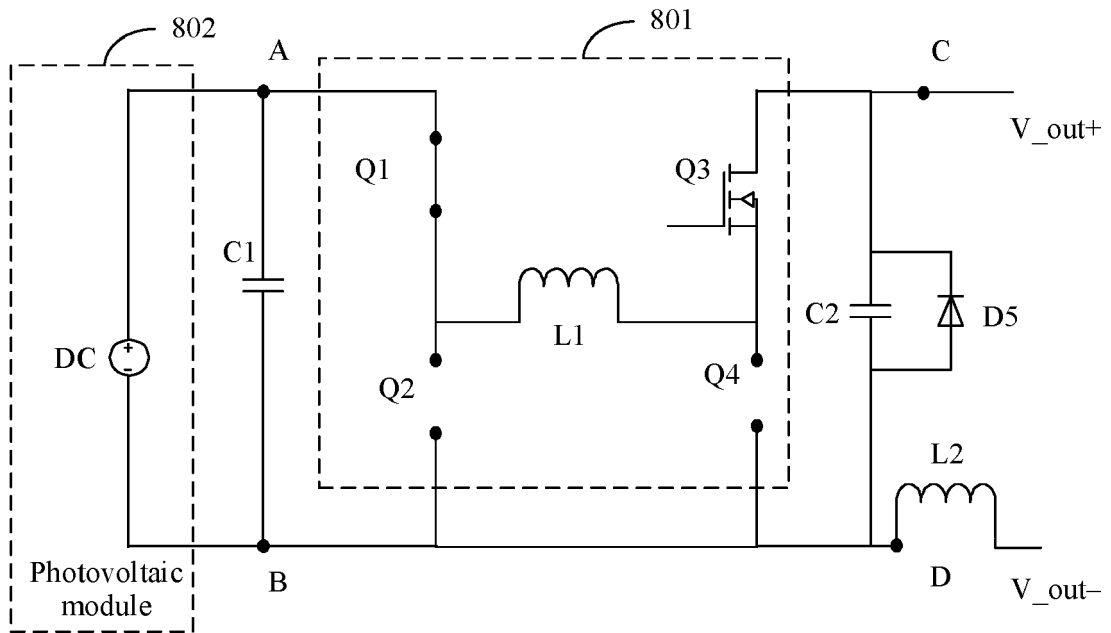 802
801
A
C
V_out+
Q1
Q3
C1
L1
C2
D5
DC
+
-
Q2
Q4
L2
B
D
V_out–
Photovoltaic
module